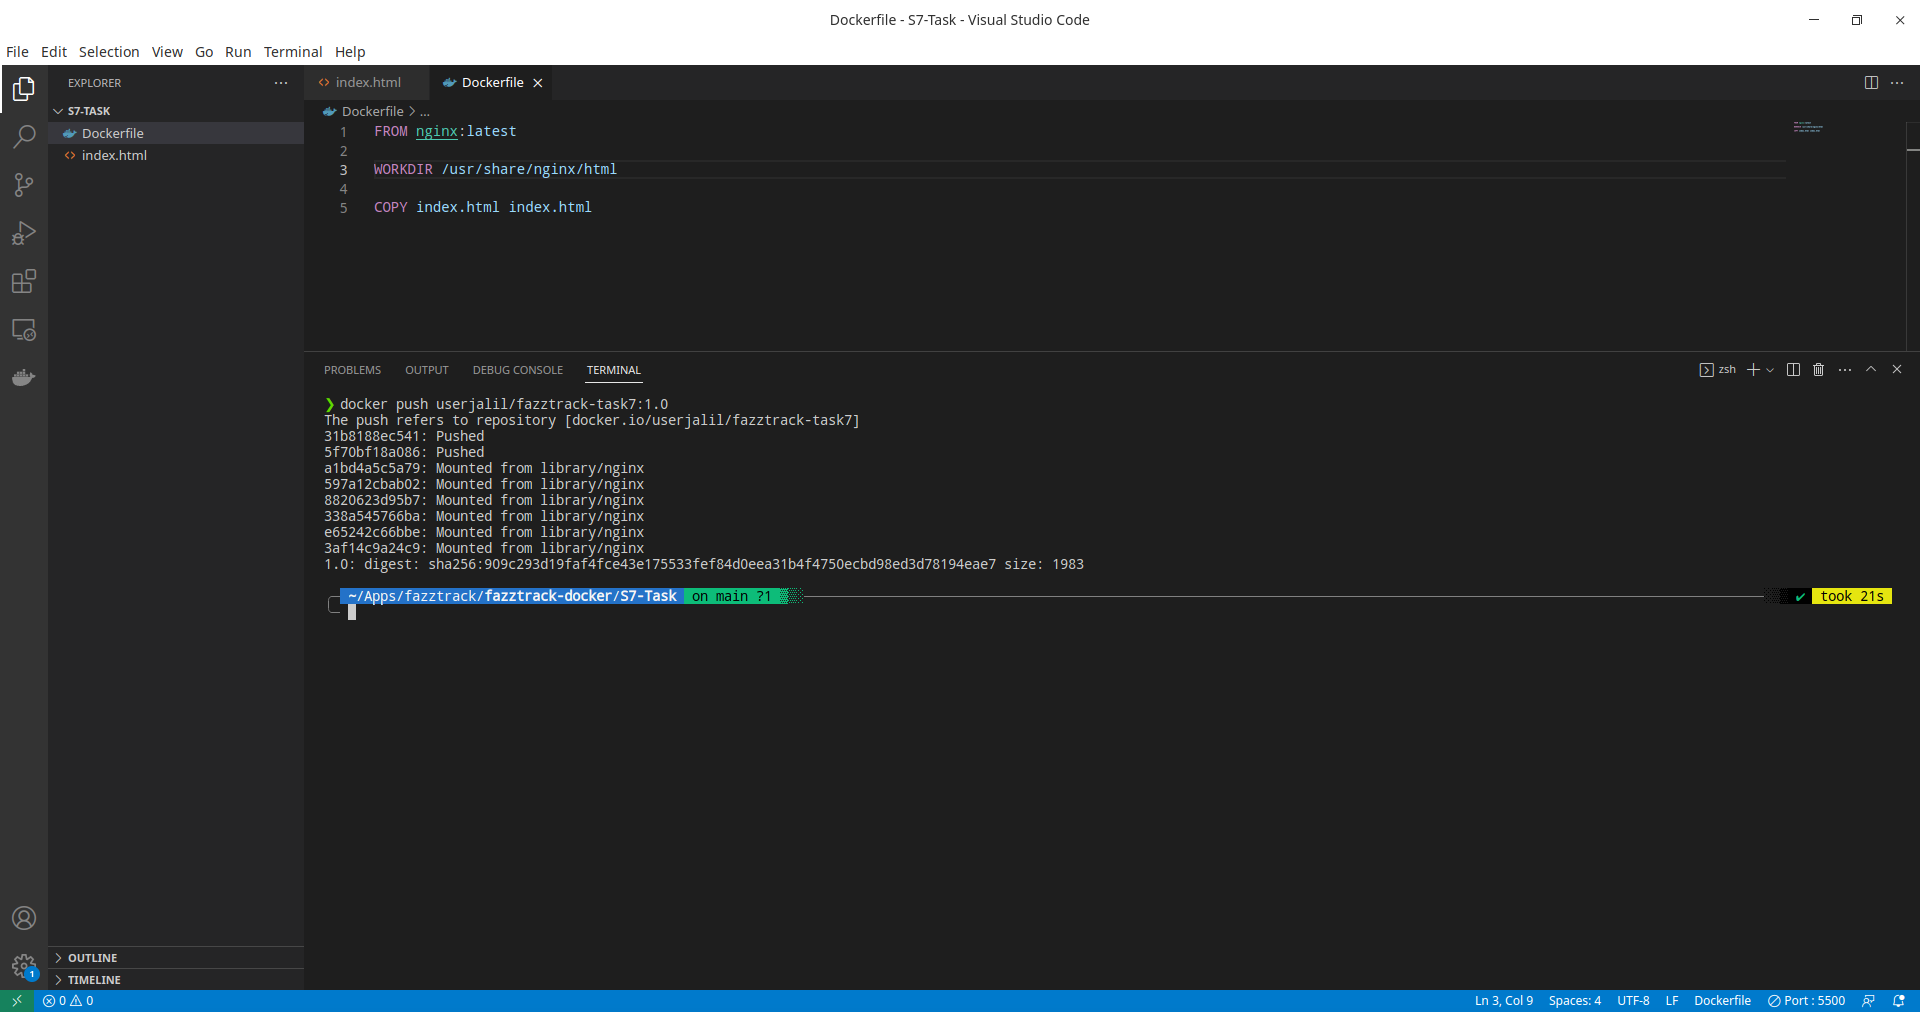 Dockerfile - S7-Task - Visual Studio Code
File Edit Selection View Go Run Terminal Help
EXPLORER
S7-TASK
Dockerfile
index.html
OUTLINE
TIMELINE
index.html Dockerfile
Dockerfile > ...
1 FROM nginx:latest
2
3 WORKDIR /usr/share/nginx/html
4
5 COPY index.html index.html
PROBLEMS OUTPUT DEBUG CONSOLE TERMINAL zsh
❯ docker push userjalil/fazztrack-task7:1.0
The push refers to repository [docker.io/userjalil/fazztrack-task7]
31b8188ec541: Pushed
5f70bf18a086: Pushed
a1bd4a5c5a79: Mounted from library/nginx
597a12cbab02: Mounted from library/nginx
8820623d95b7: Mounted from library/nginx
338a545766ba: Mounted from library/nginx
e65242c66bbe: Mounted from library/nginx
3af14c9a24c9: Mounted from library/nginx
1.0: digest: sha256:909c293d19faf4fce43e175533fef84d0eea31b4f4750ecbd98ed3d78194eae7 size: 1983
~/Apps/fazztrack/fazztrack-docker/S7-Task on main ?1 ✔ took 21s
1
0 0 Ln 3, Col 9 Spaces: 4 UTF-8 LF Dockerfile Port : 5500